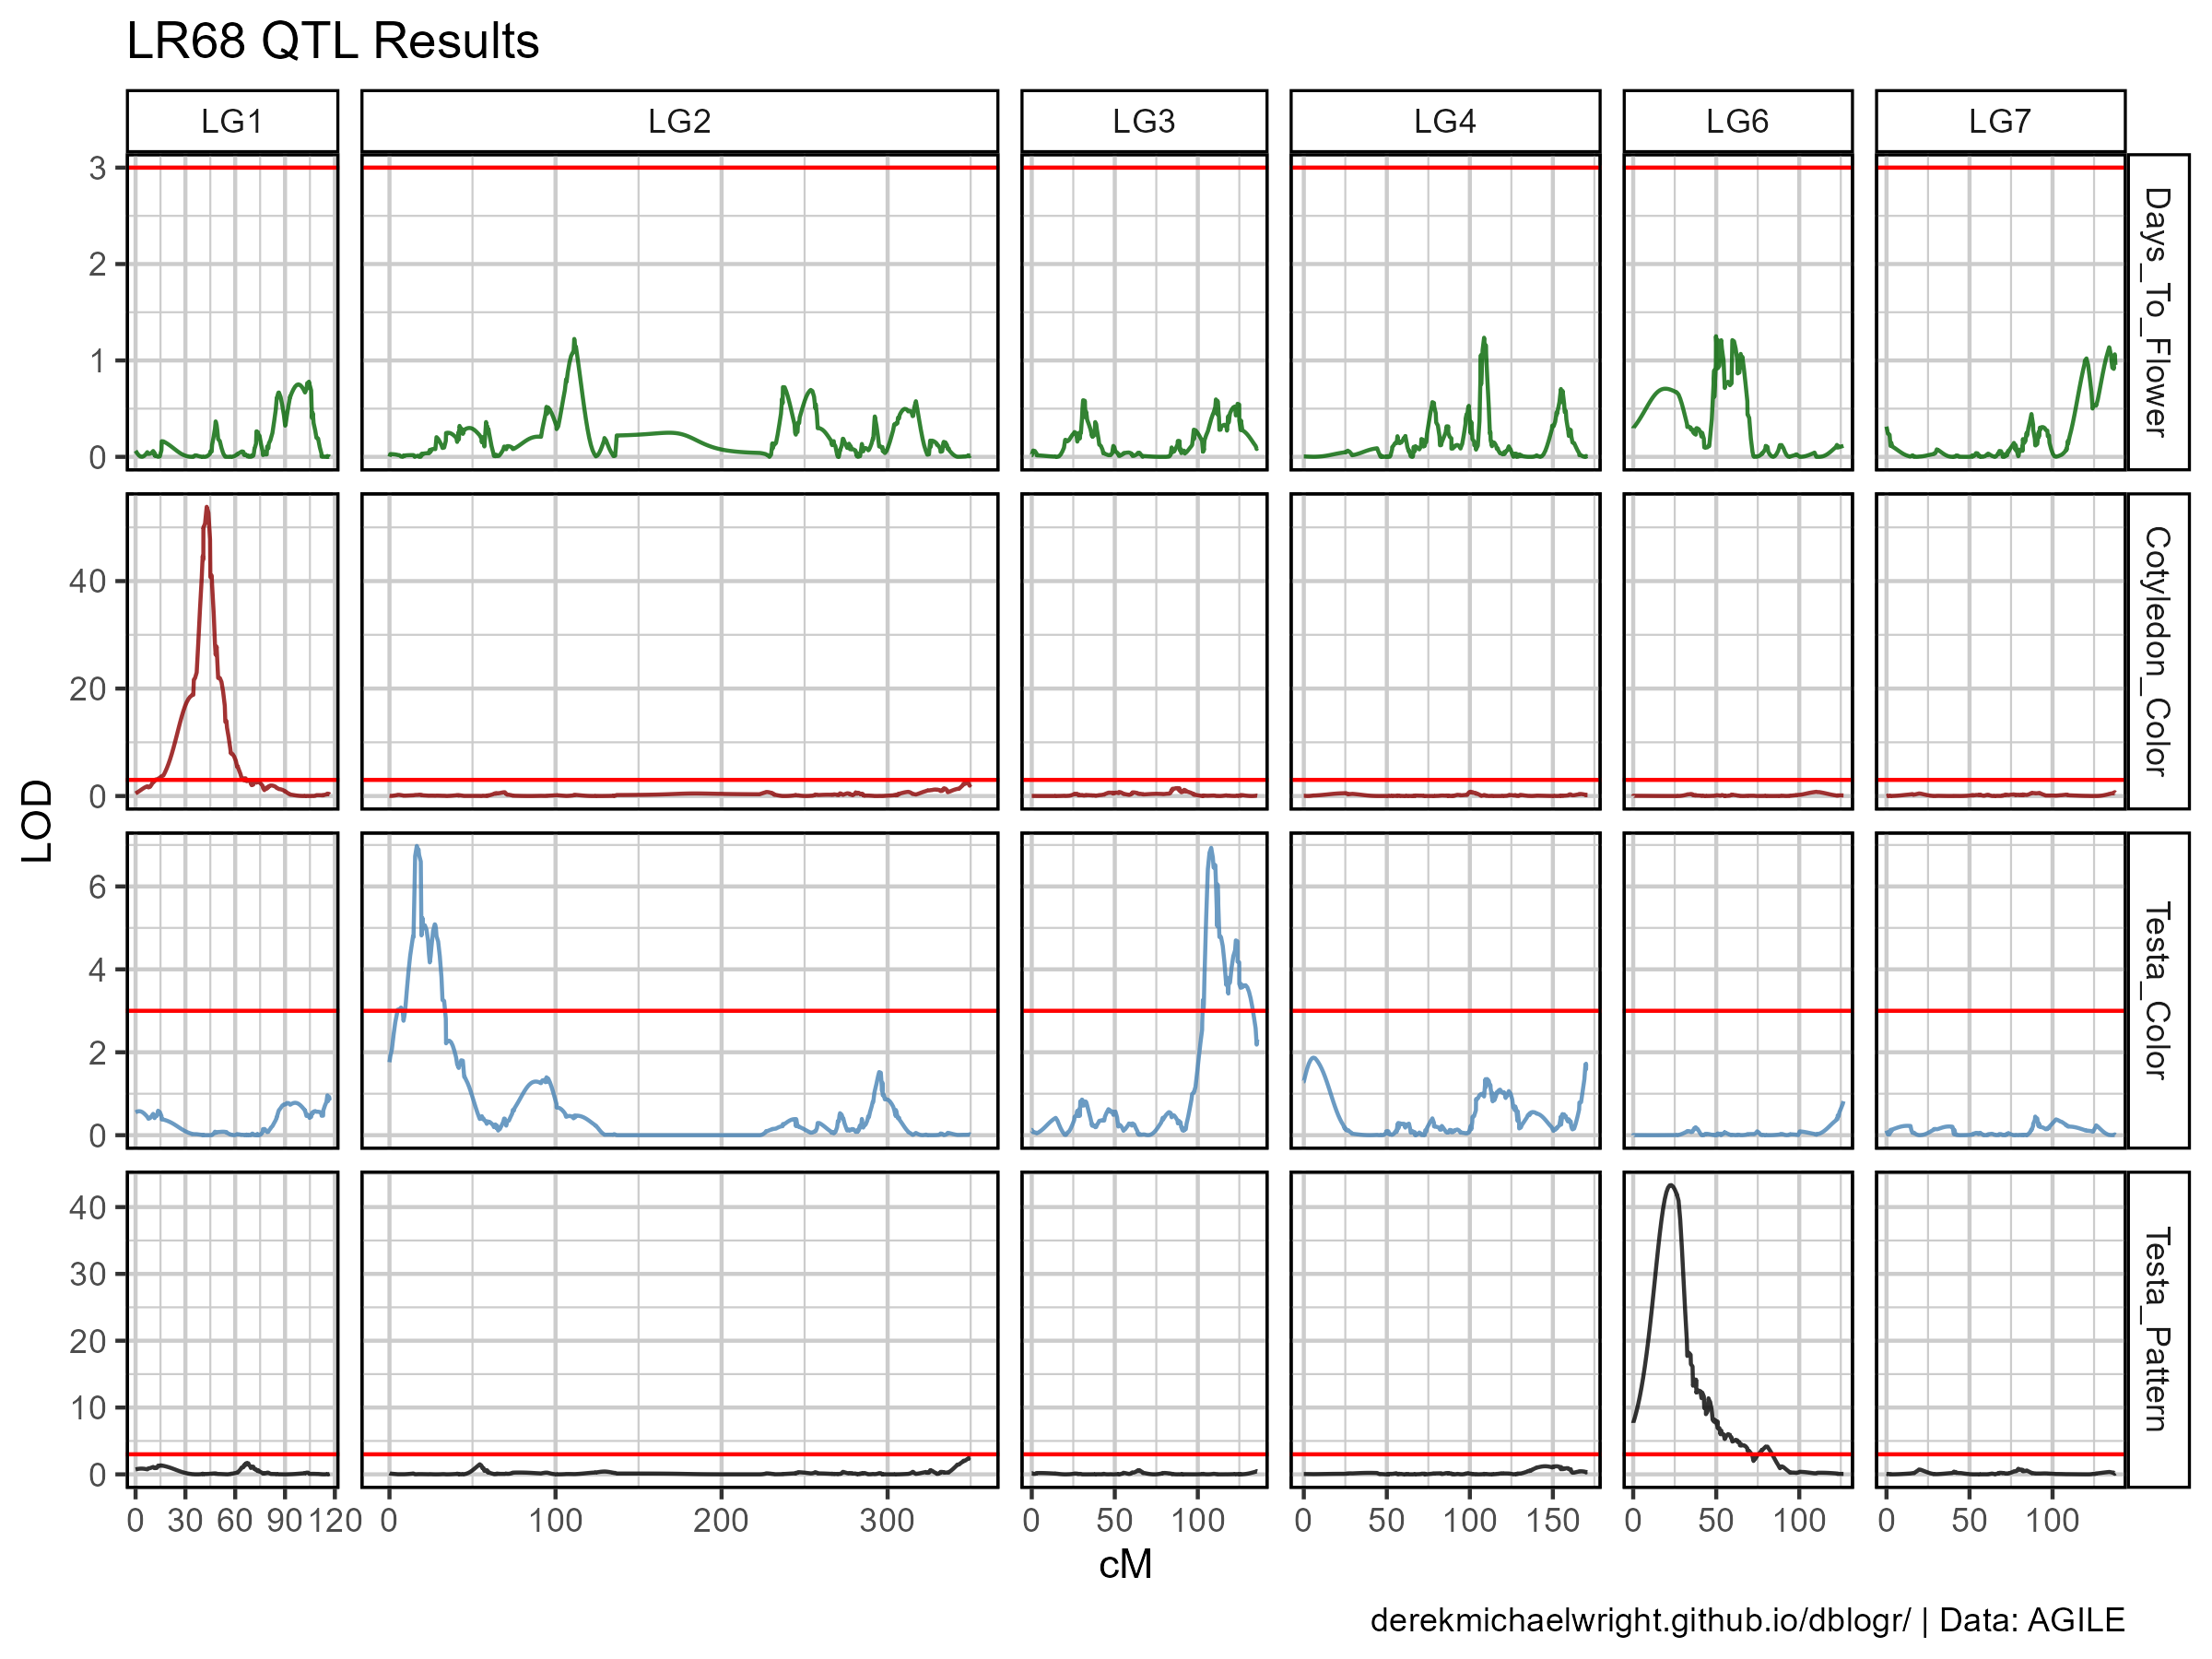 LR68 QTL Results
LG1 LG2 LG3 LG4 LG6 LG7
3
2
1
0
Days_To_Flower
40
20
0
Cotyledon_Color
LOD
6
4
2
0
Testa_Color
40
30
20
10
0
Testa_Pattern
0 30 60 90 120 0 100 200 300 0 50 100 0 50 100 150 0 50 100 0 50 100
cM
derekmichaelwright.github.io/dblogr/ | Data: AGILE